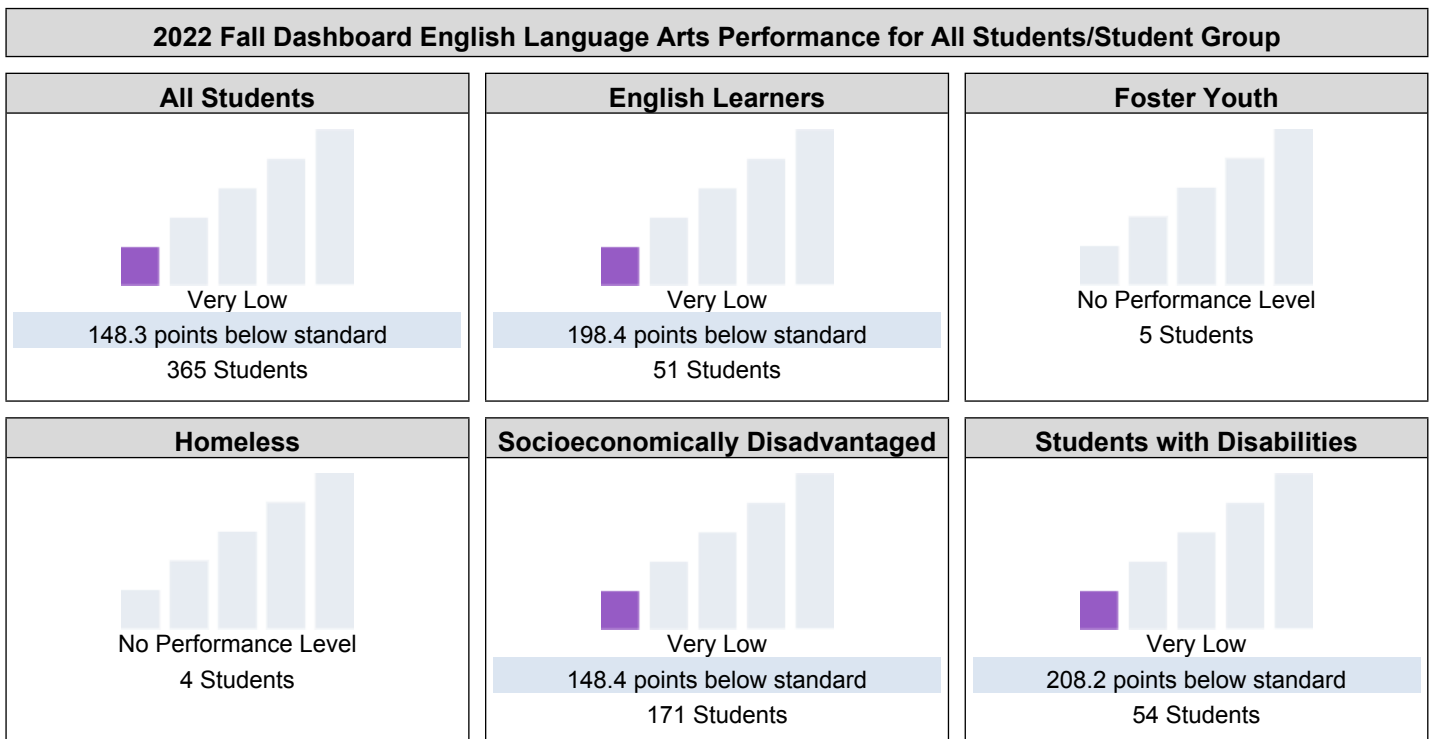 2022 Fall Dashboard English Language Arts Performance for All Students/Student Group
All Students
Very Low
148.3 points below standard
365 Students
English Learners
Very Low
198.4 points below standard
51 Students
Foster Youth
No Performance Level
5 Students
Homeless
No Performance Level
4 Students
Socioeconomically Disadvantaged
Very Low
148.4 points below standard
171 Students
Students with Disabilities
Very Low
208.2 points below standard
54 Students